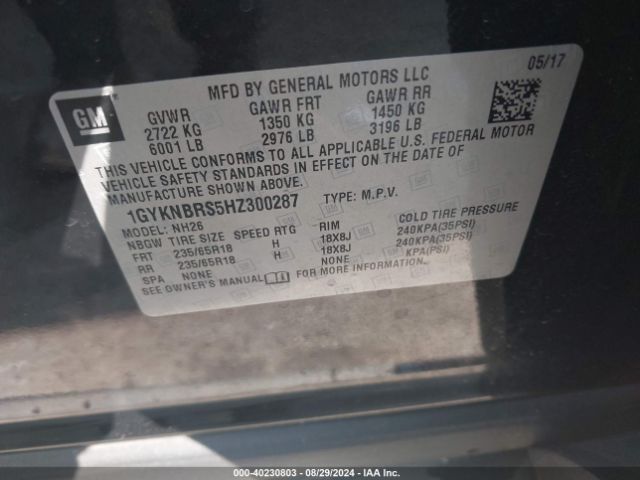 MFD BY GENERAL MOTORS LLC
05/17
GM
GVWR GAWR FRT GAWR RR
2722 KG 1350 KG 1450 KG
6001 LB 2976 LB 3196 LB
THIS VEHICLE CONFORMS TO ALL APPLICABLE U.S. FEDERAL MOTOR
VEHICLE SAFETY STANDARDS IN EFFECT ON THE DATE OF
MANUFACTURE SHOWN ABOVE.
1GYKNBRS5HZ300287 TYPE: M.P.V.
MODEL: NH26
NBGW TIRE SIZE SPEED RTG RIM COLD TIRE PRESSURE
FRT 235/65R18 H 18X8J 240KPA(35PSI)
RR 235/65R18 H 18X8J 240KPA(35PSI)
SPA NONE NONE KPA(PSI)
SEE OWNER'S MANUAL FOR MORE INFORMATION.
000-40230803 - 08/29/2024 - IAA Inc.